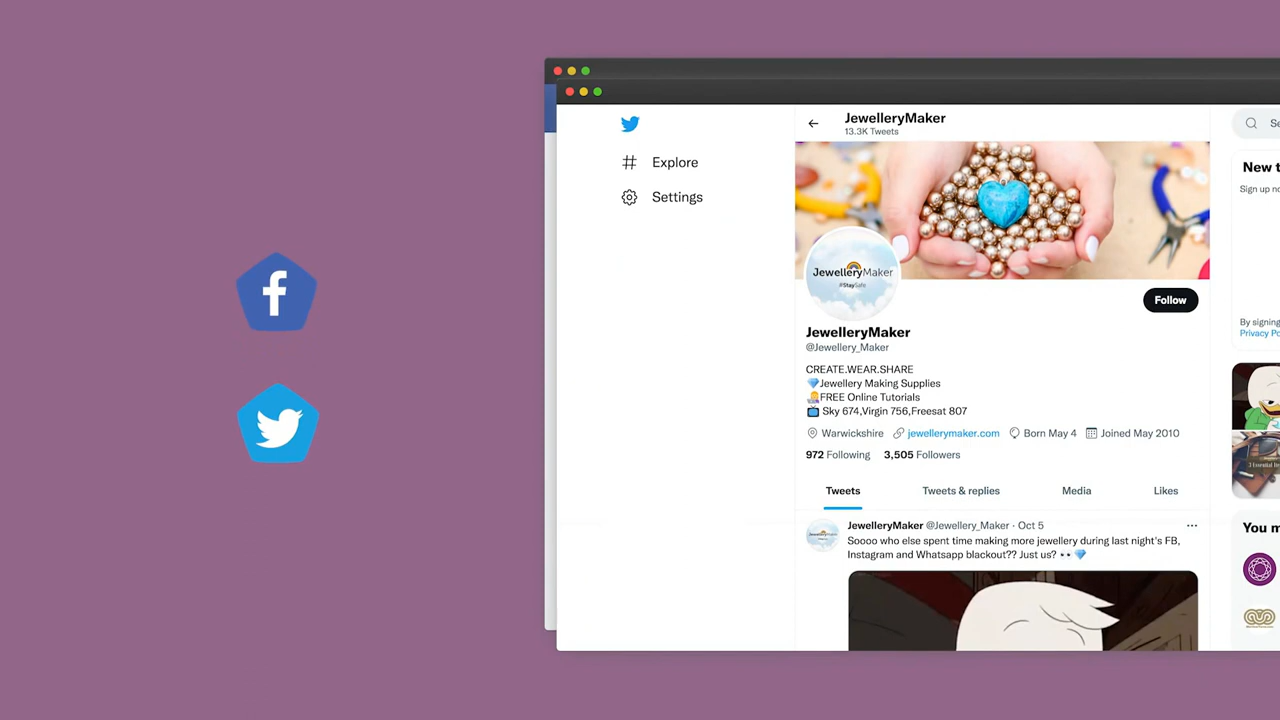 JewelleryMaker
13.3K Tweets
Explore
Settings
Se
New t
Sign up no
JewelleryMaker
#StaySafe
Follow
JewelleryMaker
@Jewellery_Maker
CREATE.WEAR.SHARE
💎Jewellery Making Supplies
FREE Online Tutorials
📺 Sky 674,Virgin 756,Freesat 807
Warwickshire jewellerymaker.com Born May 4 Joined May 2010
972 Following 3,505 Followers
By signing
Privacy Po
Tweets Tweets & replies Media Likes
JewelleryMaker @Jewellery_Maker · Oct 5 ...
Soooo who else spent time making more jewellery during last night's FB,
Instagram and Whatsapp blackout?? Just us? 👀 💎
You m